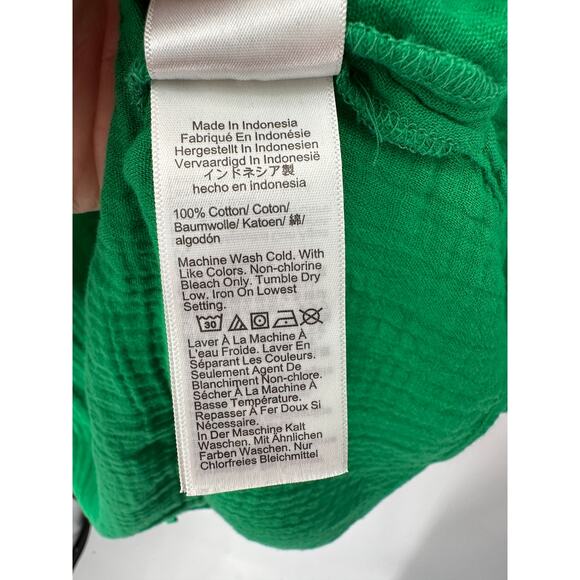 Made In Indonesia
Fabriqué En Indonésie
Hergestellt In Indonesien
Vervaardigd In Indonesië
インドネシア製
hecho en indonesia
100% Cotton/ Coton/
Baumwolle/ Katoen/ 綿/
algodón
Machine Wash Cold. With
Like Colors. Non-chlorine
Bleach Only. Tumble Dry
Low. Iron On Lowest
Setting.
30
Laver À La Machine À
L'eau Froide. Laver En
Séparant Les Couleurs.
Seulement Agent De
Blanchiment Non-chlore.
Sécher À La Machine À
Basse Température.
Repasser À Fer Doux Si
Nécessaire.
In Der Maschine Kalt
Waschen. Mit Ähnlichen
Farben Waschen. Nur
Chlorfreies Bleichmittel